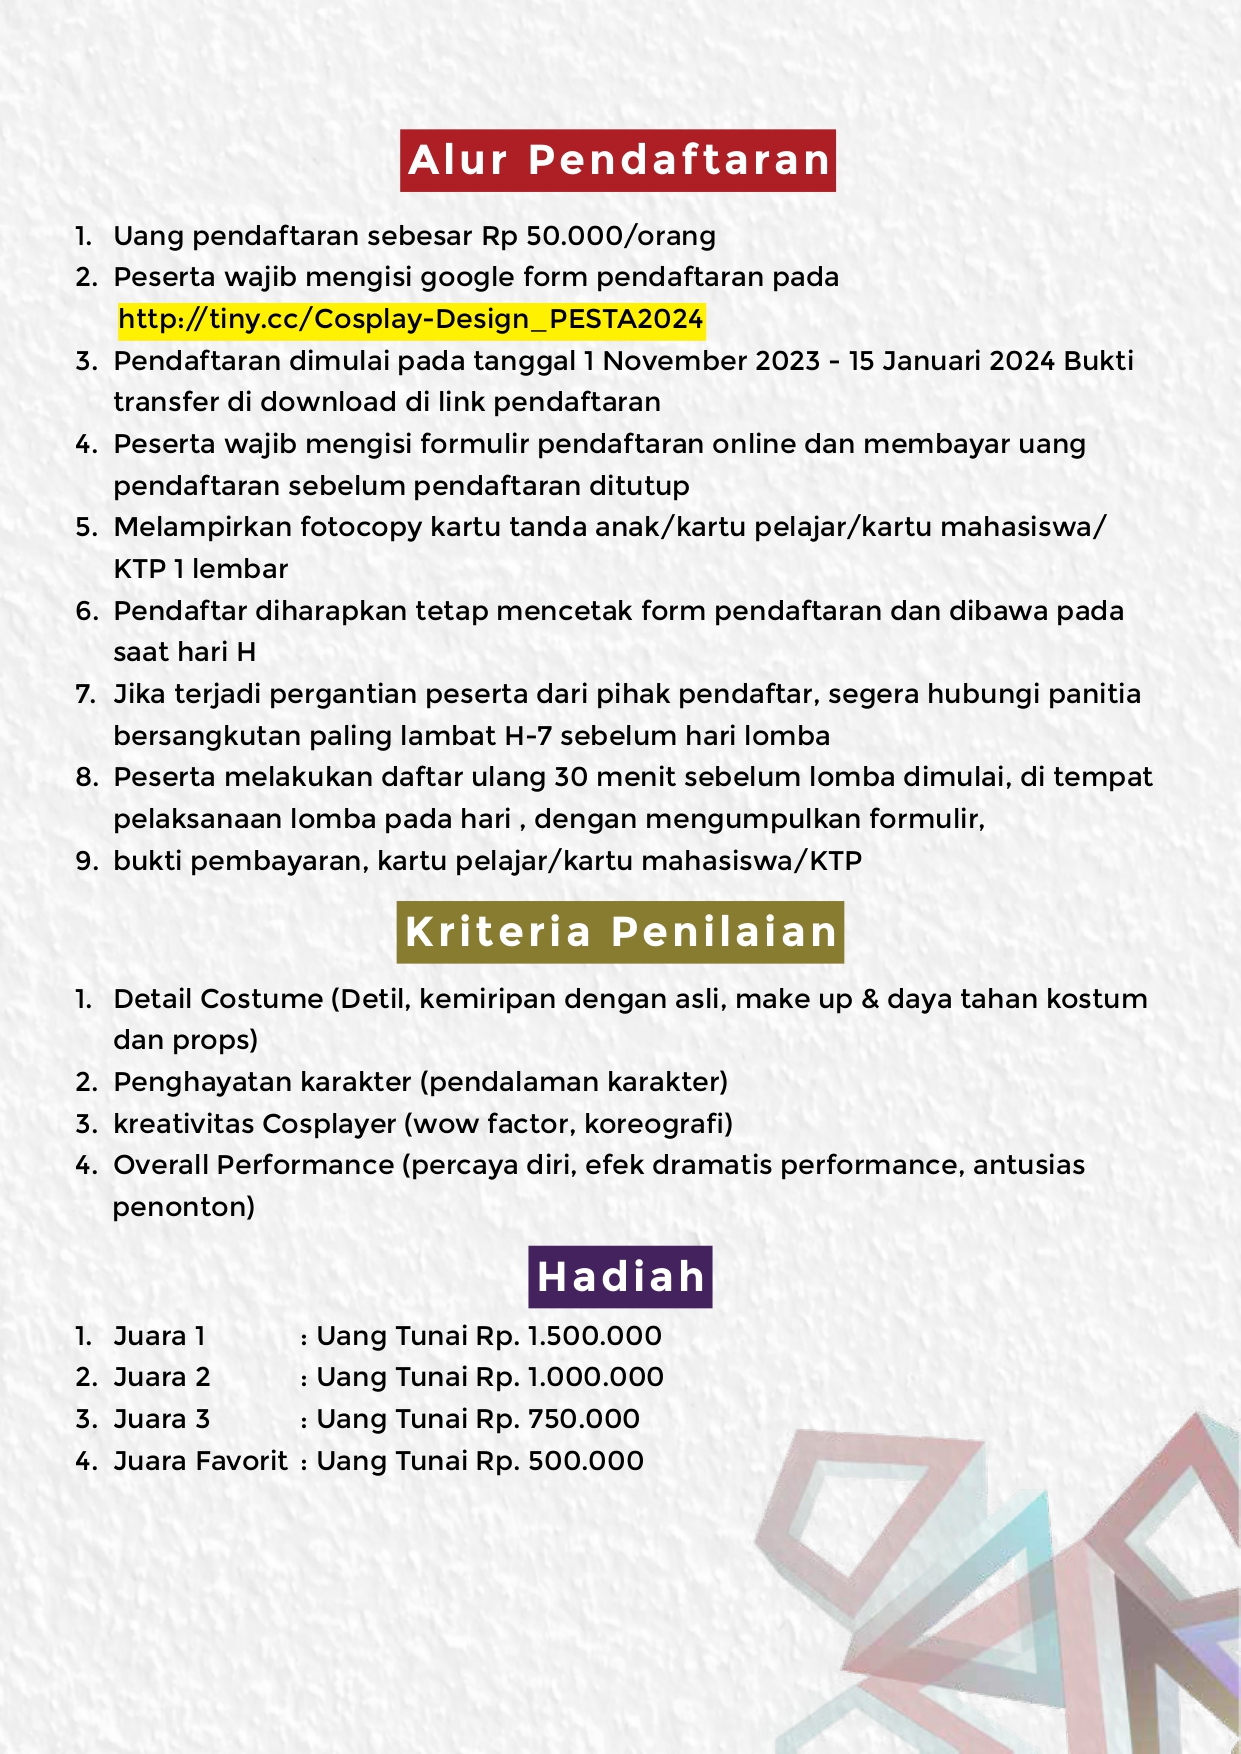 Alur Pendaftaran
1. Uang pendaftaran sebesar Rp 50.000/orang
2. Peserta wajib mengisi google form pendaftaran pada
http://tiny.cc/Cosplay-Design_PESTA2024
3. Pendaftaran dimulai pada tanggal 1 November 2023 - 15 Januari 2024 Bukti
transfer di download di link pendaftaran
4. Peserta wajib mengisi formulir pendaftaran online dan membayar uang
pendaftaran sebelum pendaftaran ditutup
5. Melampirkan fotocopy kartu tanda anak/kartu pelajar/kartu mahasiswa/
KTP 1 lembar
6. Pendaftar diharapkan tetap mencetak form pendaftaran dan dibawa pada
saat hari H
7. Jika terjadi pergantian peserta dari pihak pendaftar, segera hubungi panitia
bersangkutan paling lambat H-7 sebelum hari lomba
8. Peserta melakukan daftar ulang 30 menit sebelum lomba dimulai, di tempat
pelaksanaan lomba pada hari , dengan mengumpulkan formulir,
9. bukti pembayaran, kartu pelajar/kartu mahasiswa/KTP
Kriteria Penilaian
1. Detail Costume (Detil, kemiripan dengan asli, make up & daya tahan kostum
dan props)
2. Penghayatan karakter (pendalaman karakter)
3. kreativitas Cosplayer (wow factor, koreografi)
4. Overall Performance (percaya diri, efek dramatis performance, antusias
penonton)
Hadiah
1. Juara 1 : Uang Tunai Rp. 1.500.000
2. Juara 2 : Uang Tunai Rp. 1.000.000
3. Juara 3 : Uang Tunai Rp. 750.000
4. Juara Favorit : Uang Tunai Rp. 500.000